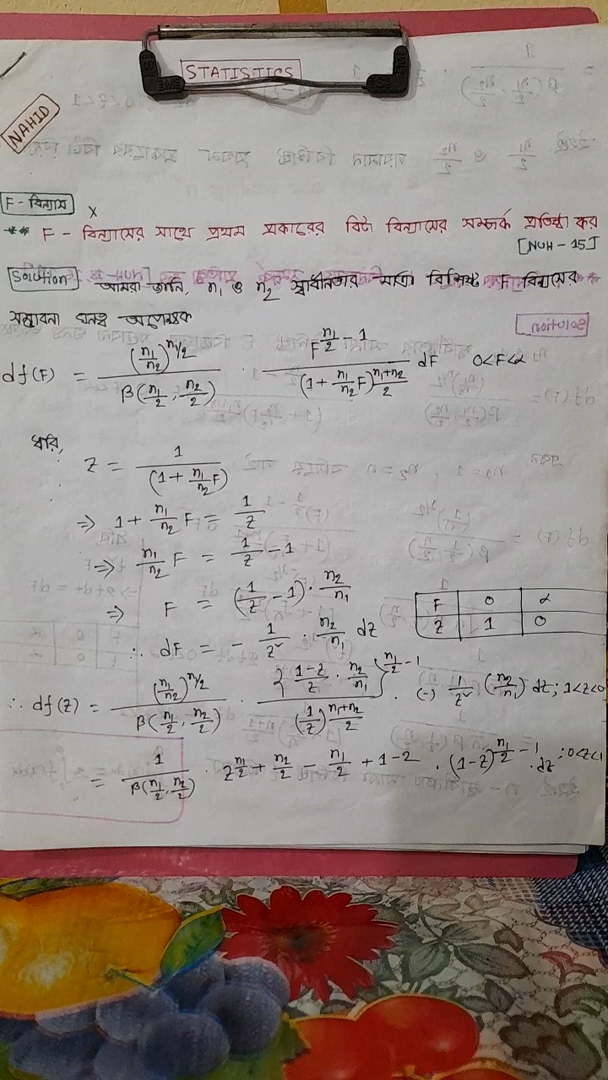 STATISTICS
NAHID
F - বিন্যাস
x
** F - বিন্যাসের সাথে প্রথম প্রকারের বিটা বিন্যাসের সম্পর্ক প্রতিষ্ঠা কর
[NUH - 15]
Solution আমরা জানি, n₁ ও n₂ স্বাধীনতার মাত্রা বিশিষ্ট F বিন্যাসের
সম্ভাবনা ঘনত্ব অপেক্ষক
df(F) = (n₁/n₂)^(n₁/2) / β(n₁/2, n₂/2) · F^(n₁/2 - 1) / (1 + n₁/n₂ F)^((n₁+n₂)/2) dF 0<F<∝
ধরি,
Z = 1 / (1 + n₁/n₂ F)
⇒ 1 + n₁/n₂ F = 1/Z
⇒ n₁/n₂ F = 1/Z - 1
⇒ F = (1/Z - 1) · n₂/n₁
F 0 ∝
Z 1 0
∴ dF = - 1/Z² · n₂/n₁ dZ
∴ df(Z) = (n₁/n₂)^(n₁/2) / β(n₁/2, n₂/2) · {(1-Z)/Z · n₂/n₁}^(n₁/2 - 1) / (1/Z)^((n₁+n₂)/2) · (-) 1/Z² (n₂/n₁) dZ; 1<Z<0
= 1 / β(n₁/2, n₂/2) · Z^(n₁/2 + n₂/2 - n₁/2 + 1 - 2) · (1-Z)^(n₁/2 - 1) · dZ ; 0<Z<1